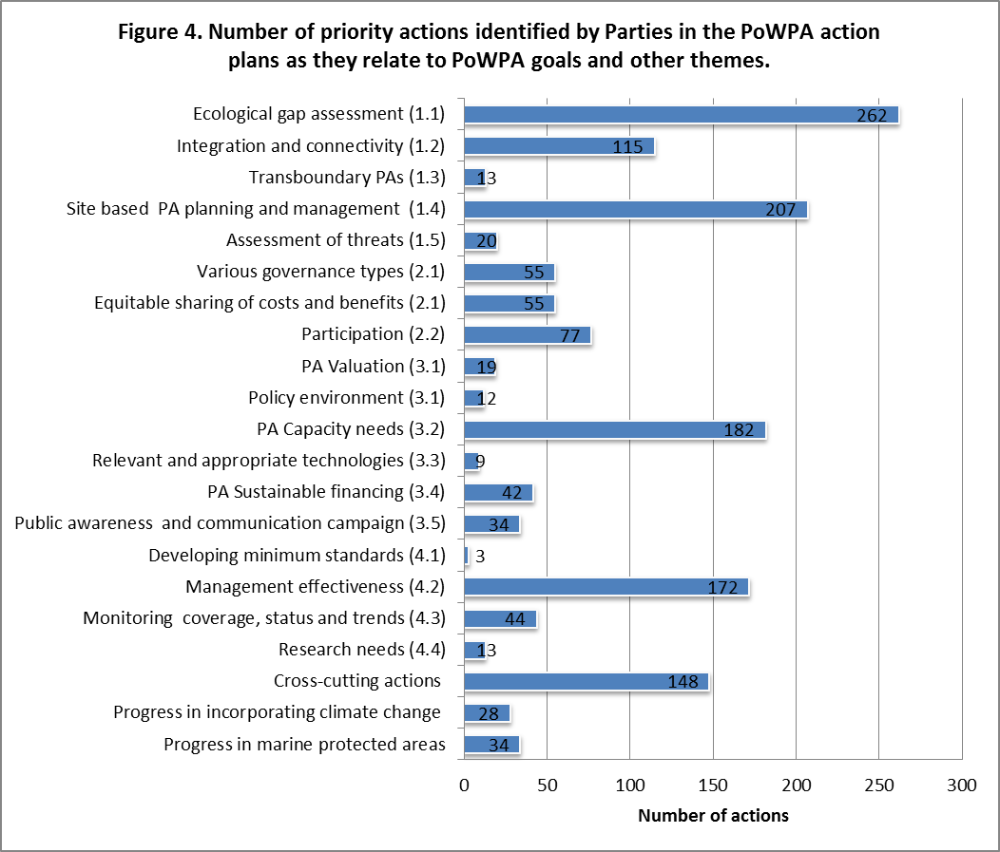 Figure 4. Number of priority actions identified by Parties in the PoWPA action
plans as they relate to PoWPA goals and other themes.
Ecological gap assessment (1.1) 262
Integration and connectivity (1.2) 115
Transboundary PAs (1.3) 13
Site based PA planning and management (1.4) 207
Assessment of threats (1.5) 20
Various governance types (2.1) 55
Equitable sharing of costs and benefits (2.1) 55
Participation (2.2) 77
PA Valuation (3.1) 19
Policy environment (3.1) 12
PA Capacity needs (3.2) 182
Relevant and appropriate technologies (3.3) 9
PA Sustainable financing (3.4) 42
Public awareness and communication campaign (3.5) 34
Developing minimum standards (4.1) 3
Management effectiveness (4.2) 172
Monitoring coverage, status and trends (4.3) 44
Research needs (4.4) 13
Cross-cutting actions 148
Progress in incorporating climate change 28
Progress in marine protected areas 34
0 50 100 150 200 250 300
Number of actions